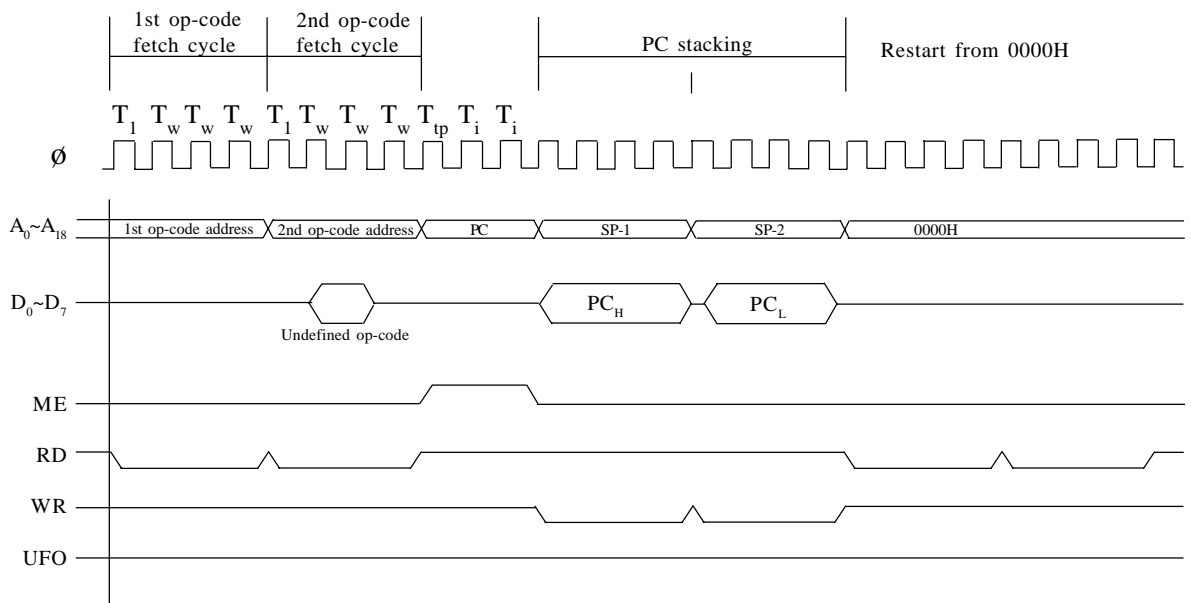 1st op-code
fetch cycle
2nd op-code
fetch cycle
PC stacking
Restart from 0000H
T1 Tw Tw Tw T1 Tw Tw Tw Ttp Ti Ti
ø
A0~A18
1st op-code address
2nd op-code address
PC
SP-1
SP-2
0000H
D0~D7
PCH
PCL
Undefined op-code
ME
RD
WR
UFO